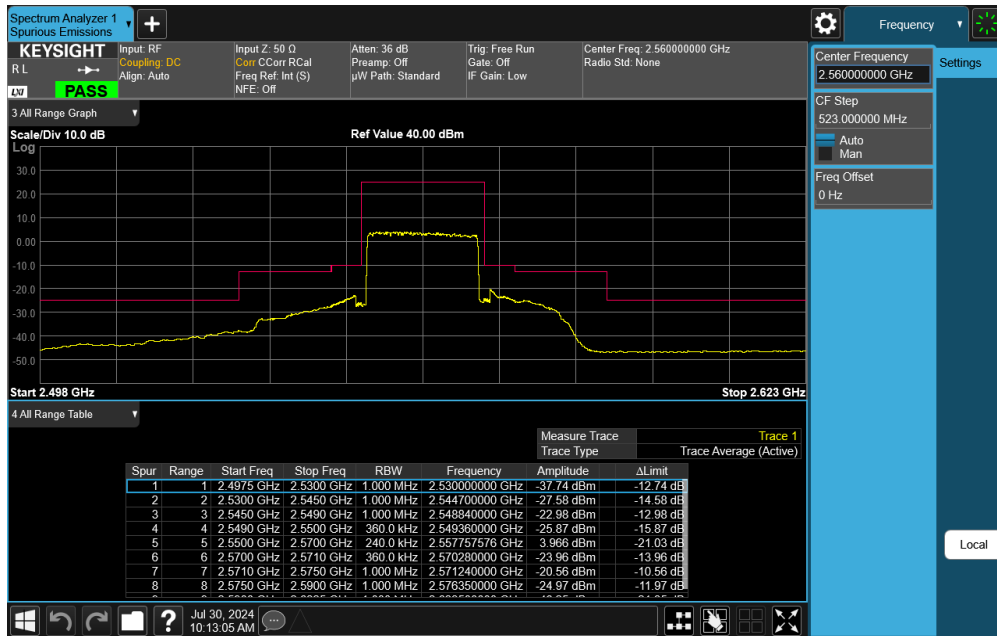 Spectrum Analyzer 1
Spurious Emissions
Frequency
KEYSIGHT
R L
LXI
PASS
Input: RF
Coupling: DC
Align: Auto
Input Z: 50 Ω
Corr CCorr RCal
Freq Ref: Int (S)
NFE: Off
Atten: 36 dB
Preamp: Off
µW Path: Standard
Trig: Free Run
Gate: Off
IF Gain: Low
Center Freq: 2.560000000 GHz
Radio Std: None
Center Frequency
2.560000000 GHz
Settings
CF Step
523.000000 MHz
Auto
Man
Freq Offset
0 Hz
3 All Range Graph
Scale/Div 10.0 dB
Ref Value 40.00 dBm
Log
30.0
20.0
10.0
0.00
-10.0
-20.0
-30.0
-40.0
-50.0
Start 2.498 GHz
Stop 2.623 GHz
4 All Range Table
Measure Trace Trace 1
Trace Type Trace Average (Active)
Spur Range Start Freq Stop Freq RBW Frequency Amplitude ΔLimit
1 1 2.4975 GHz 2.5300 GHz 1.000 MHz 2.530000000 GHz -37.74 dBm -12.74 dB
2 2 2.5300 GHz 2.5450 GHz 1.000 MHz 2.544700000 GHz -27.58 dBm -14.58 dB
3 3 2.5450 GHz 2.5490 GHz 1.000 MHz 2.548840000 GHz -22.98 dBm -12.98 dB
4 4 2.5490 GHz 2.5500 GHz 360.0 kHz 2.549360000 GHz -25.87 dBm -15.87 dB
5 5 2.5500 GHz 2.5700 GHz 240.0 kHz 2.557757576 GHz 3.966 dBm -21.03 dB
6 6 2.5700 GHz 2.5710 GHz 360.0 kHz 2.570280000 GHz -23.96 dBm -13.96 dB
7 7 2.5710 GHz 2.5750 GHz 1.000 MHz 2.571240000 GHz -20.56 dBm -10.56 dB
8 8 2.5750 GHz 2.5900 GHz 1.000 MHz 2.576350000 GHz -24.97 dBm -11.97 dB
Local
Jul 30, 2024
10:13:05 AM